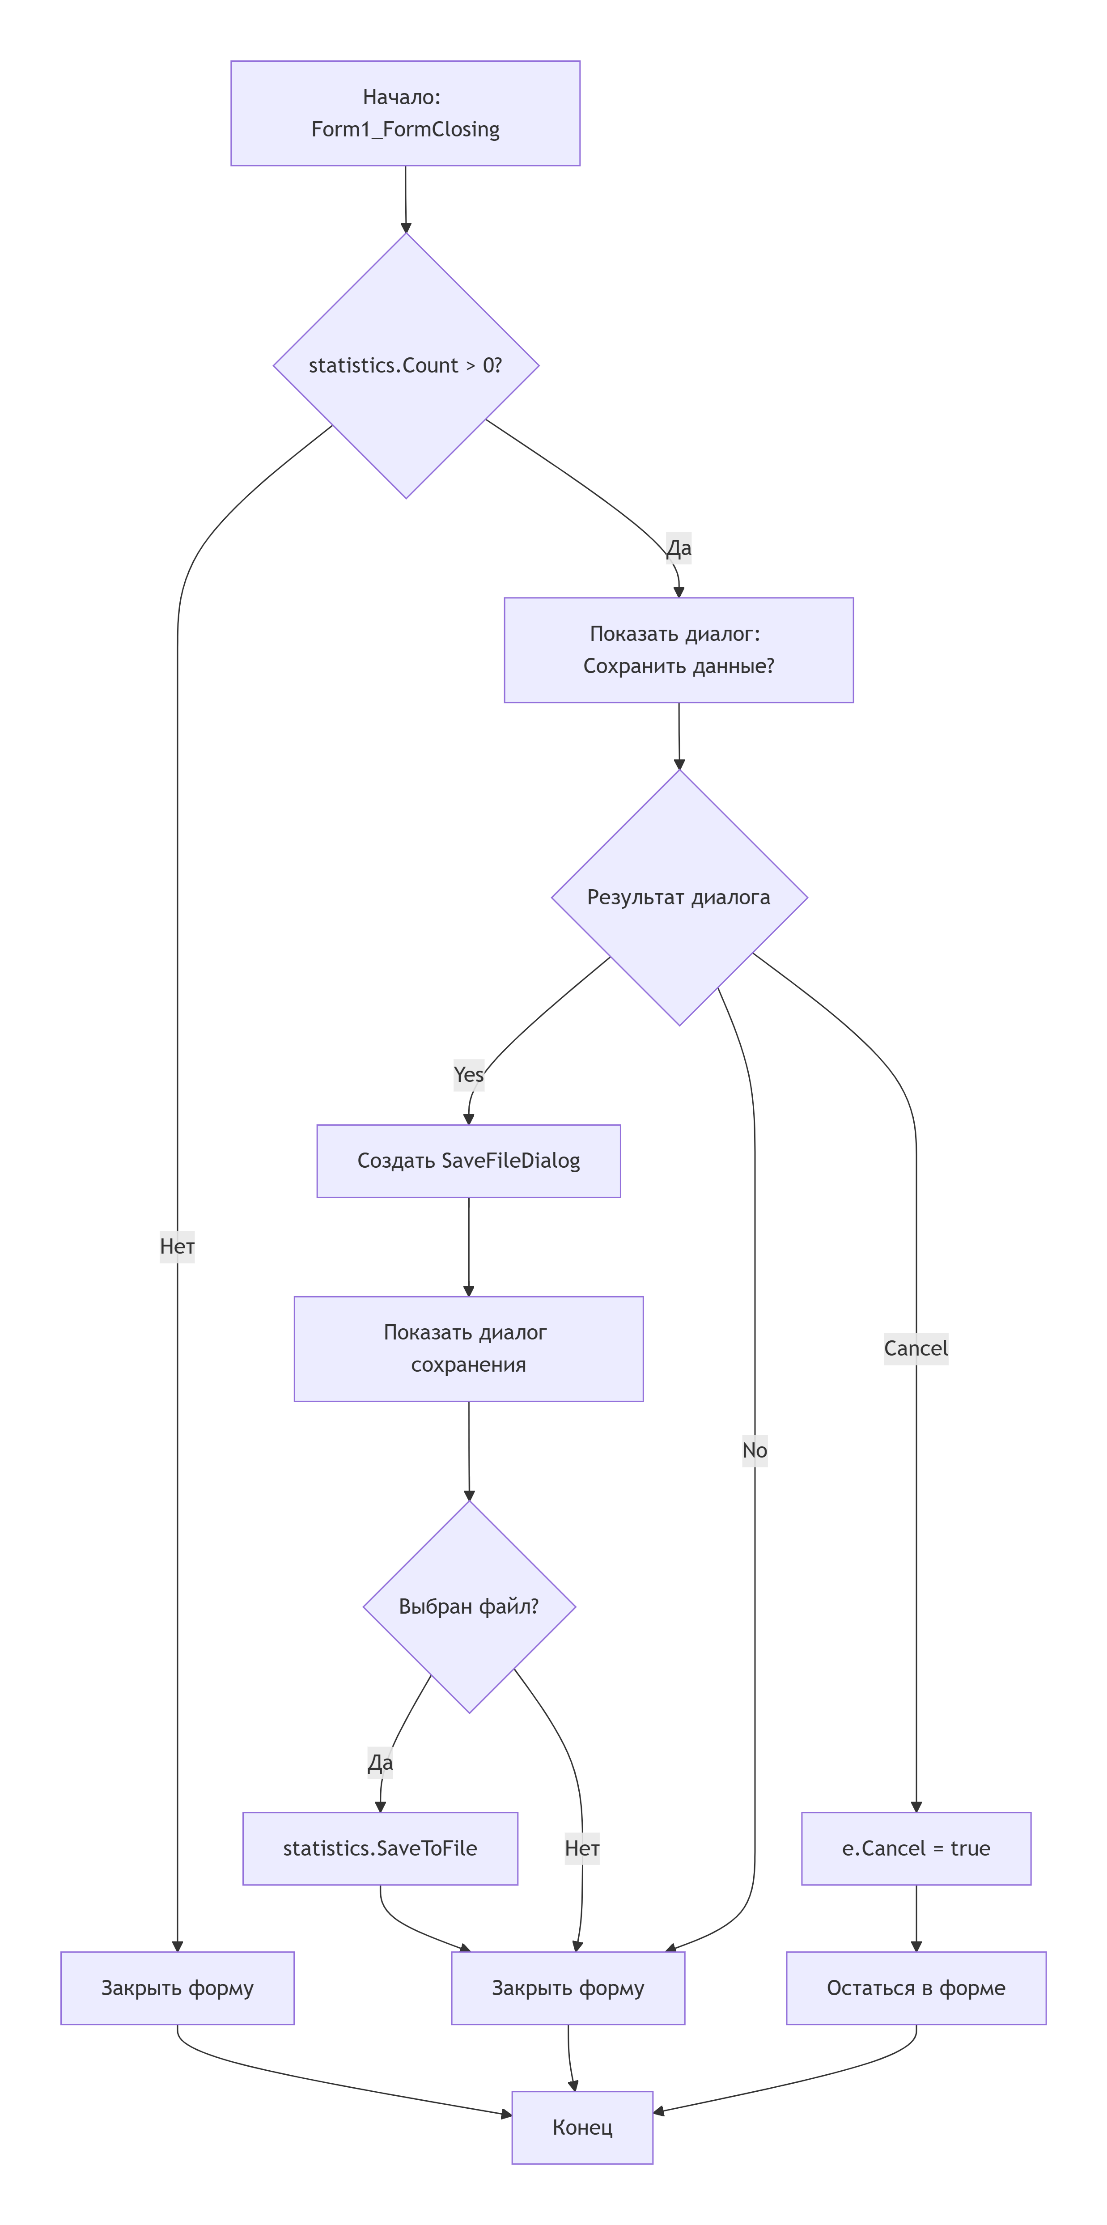 Начало:
Form1_FormClosing
statistics.Count > 0?
Да
Показать диалог:
Сохранить данные?
Результат диалога
Yes
Создать SaveFileDialog
Нет
Показать диалог
сохранения
Cancel
No
Выбран файл?
Да
statistics.SaveToFile
Нет
e.Cancel = true
Закрыть форму
Закрыть форму
Остаться в форме
Конец